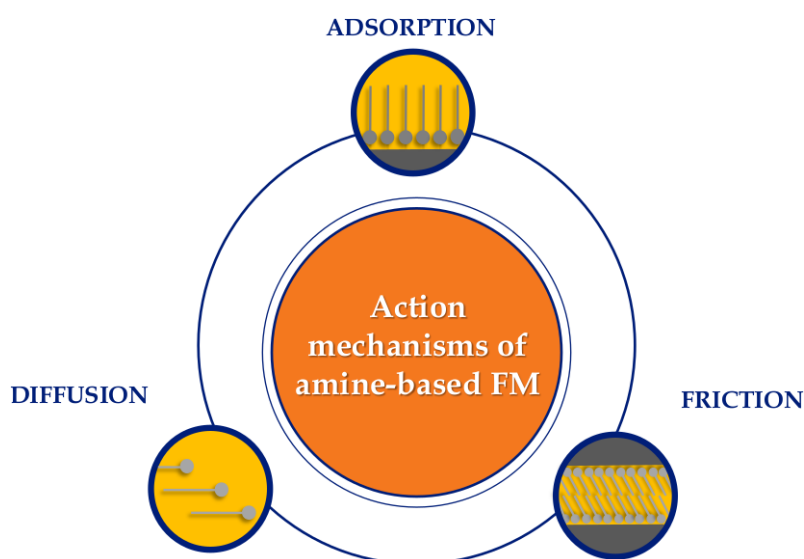 ADSORPTION
Action
mechanisms of
amine-based FM
DIFFUSION
FRICTION